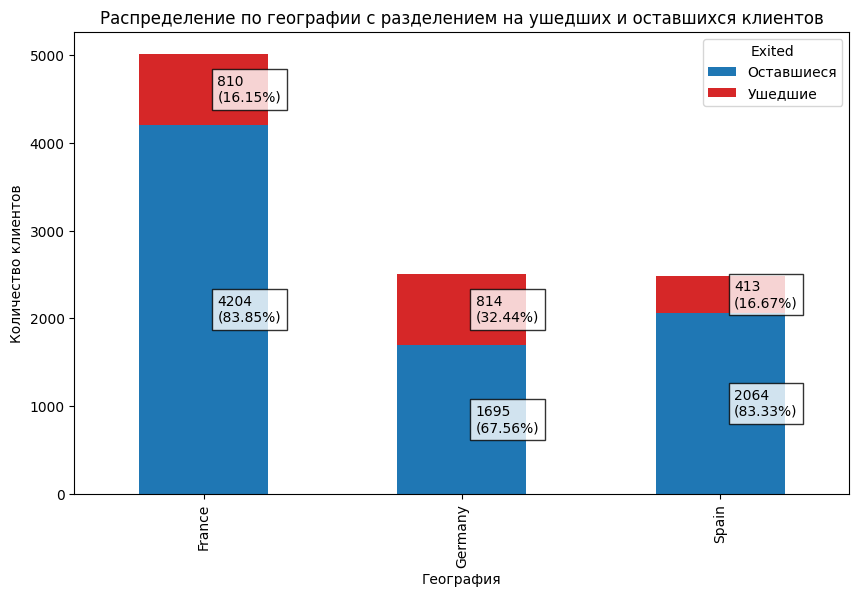 Распределение по географии с разделением на ушедших и оставшихся клиентов
Exited
Оставшиеся
Ушедшие
Количество клиентов
5000
4000
3000
2000
1000
0
810
(16.15%)
4204
(83.85%)
814
(32.44%)
1695
(67.56%)
413
(16.67%)
2064
(83.33%)
France
Germany
Spain
География